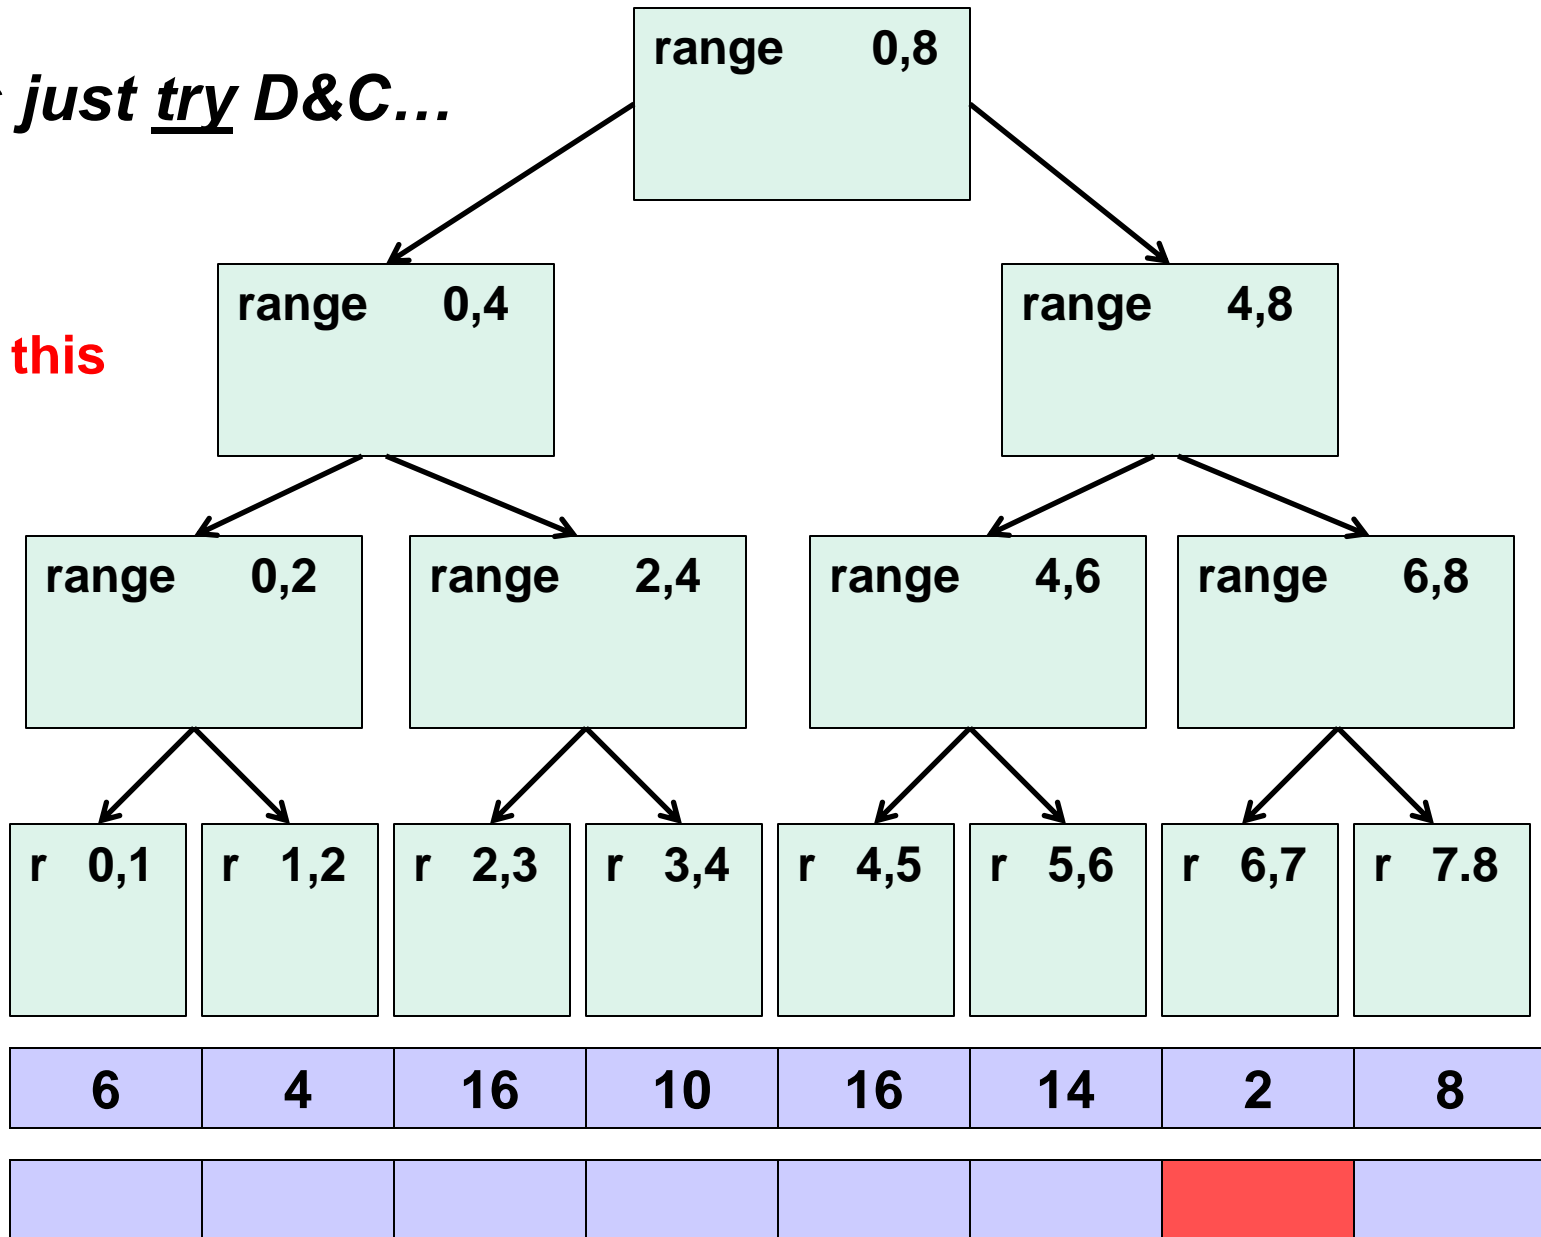 range 0,8
just try D&C…
range 0,4
range 4,8
this
range 0,2
range 2,4
range 4,6
range 6,8
r 0,1
r 1,2
r 2,3
r 3,4
r 4,5
r 5,6
r 6,7
r 7.8
6 4 16 10 16 14 2 8